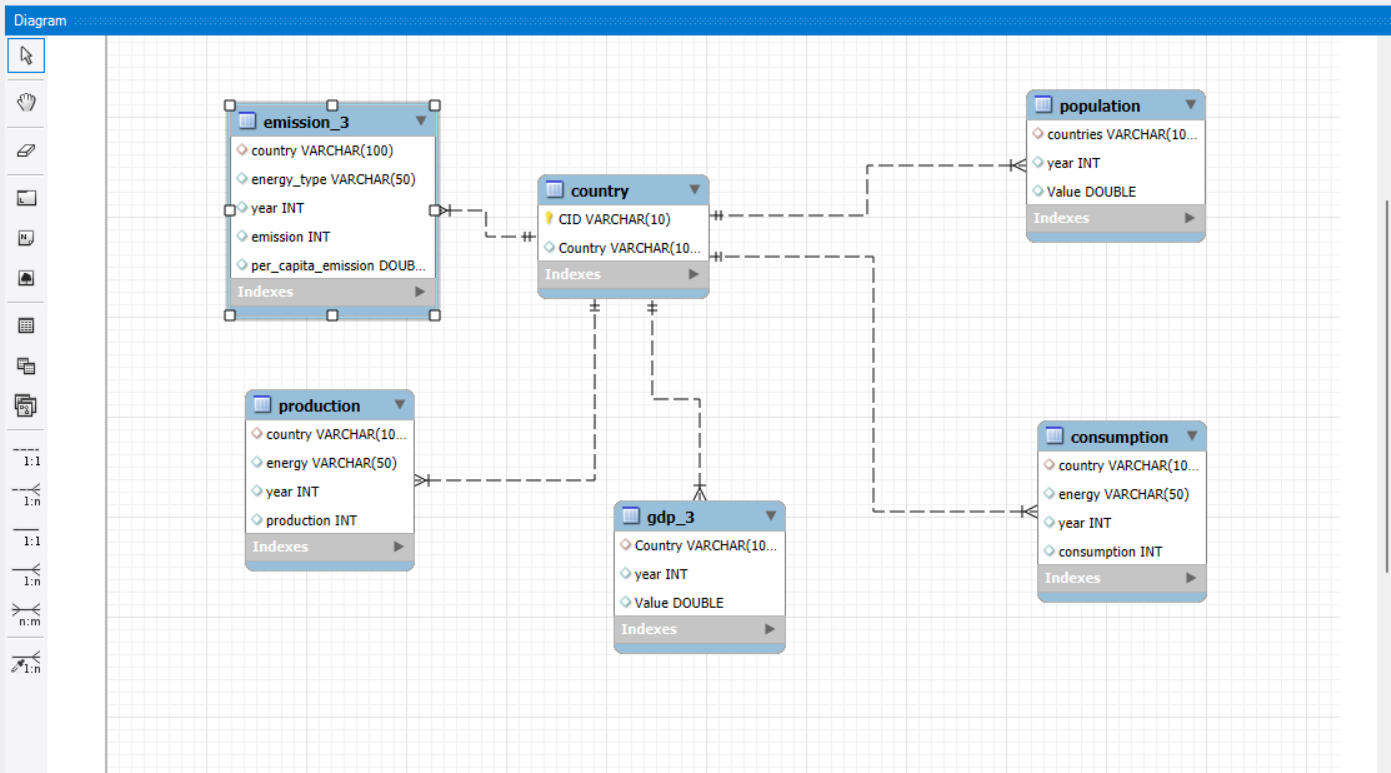 Diagram
emission_3
country VARCHAR(100)
energy_type VARCHAR(50)
year INT
emission INT
per_capita_emission DOUB...
Indexes
country
CID VARCHAR(10)
Country VARCHAR(10...
Indexes
population
countries VARCHAR(10...
year INT
Value DOUBLE
Indexes
production
country VARCHAR(10...
energy VARCHAR(50)
year INT
production INT
Indexes
gdp_3
Country VARCHAR(10...
year INT
Value DOUBLE
Indexes
consumption
country VARCHAR(10...
energy VARCHAR(50)
year INT
consumption INT
Indexes
1:1
1:n
1:1
1:n
n:m
1:n